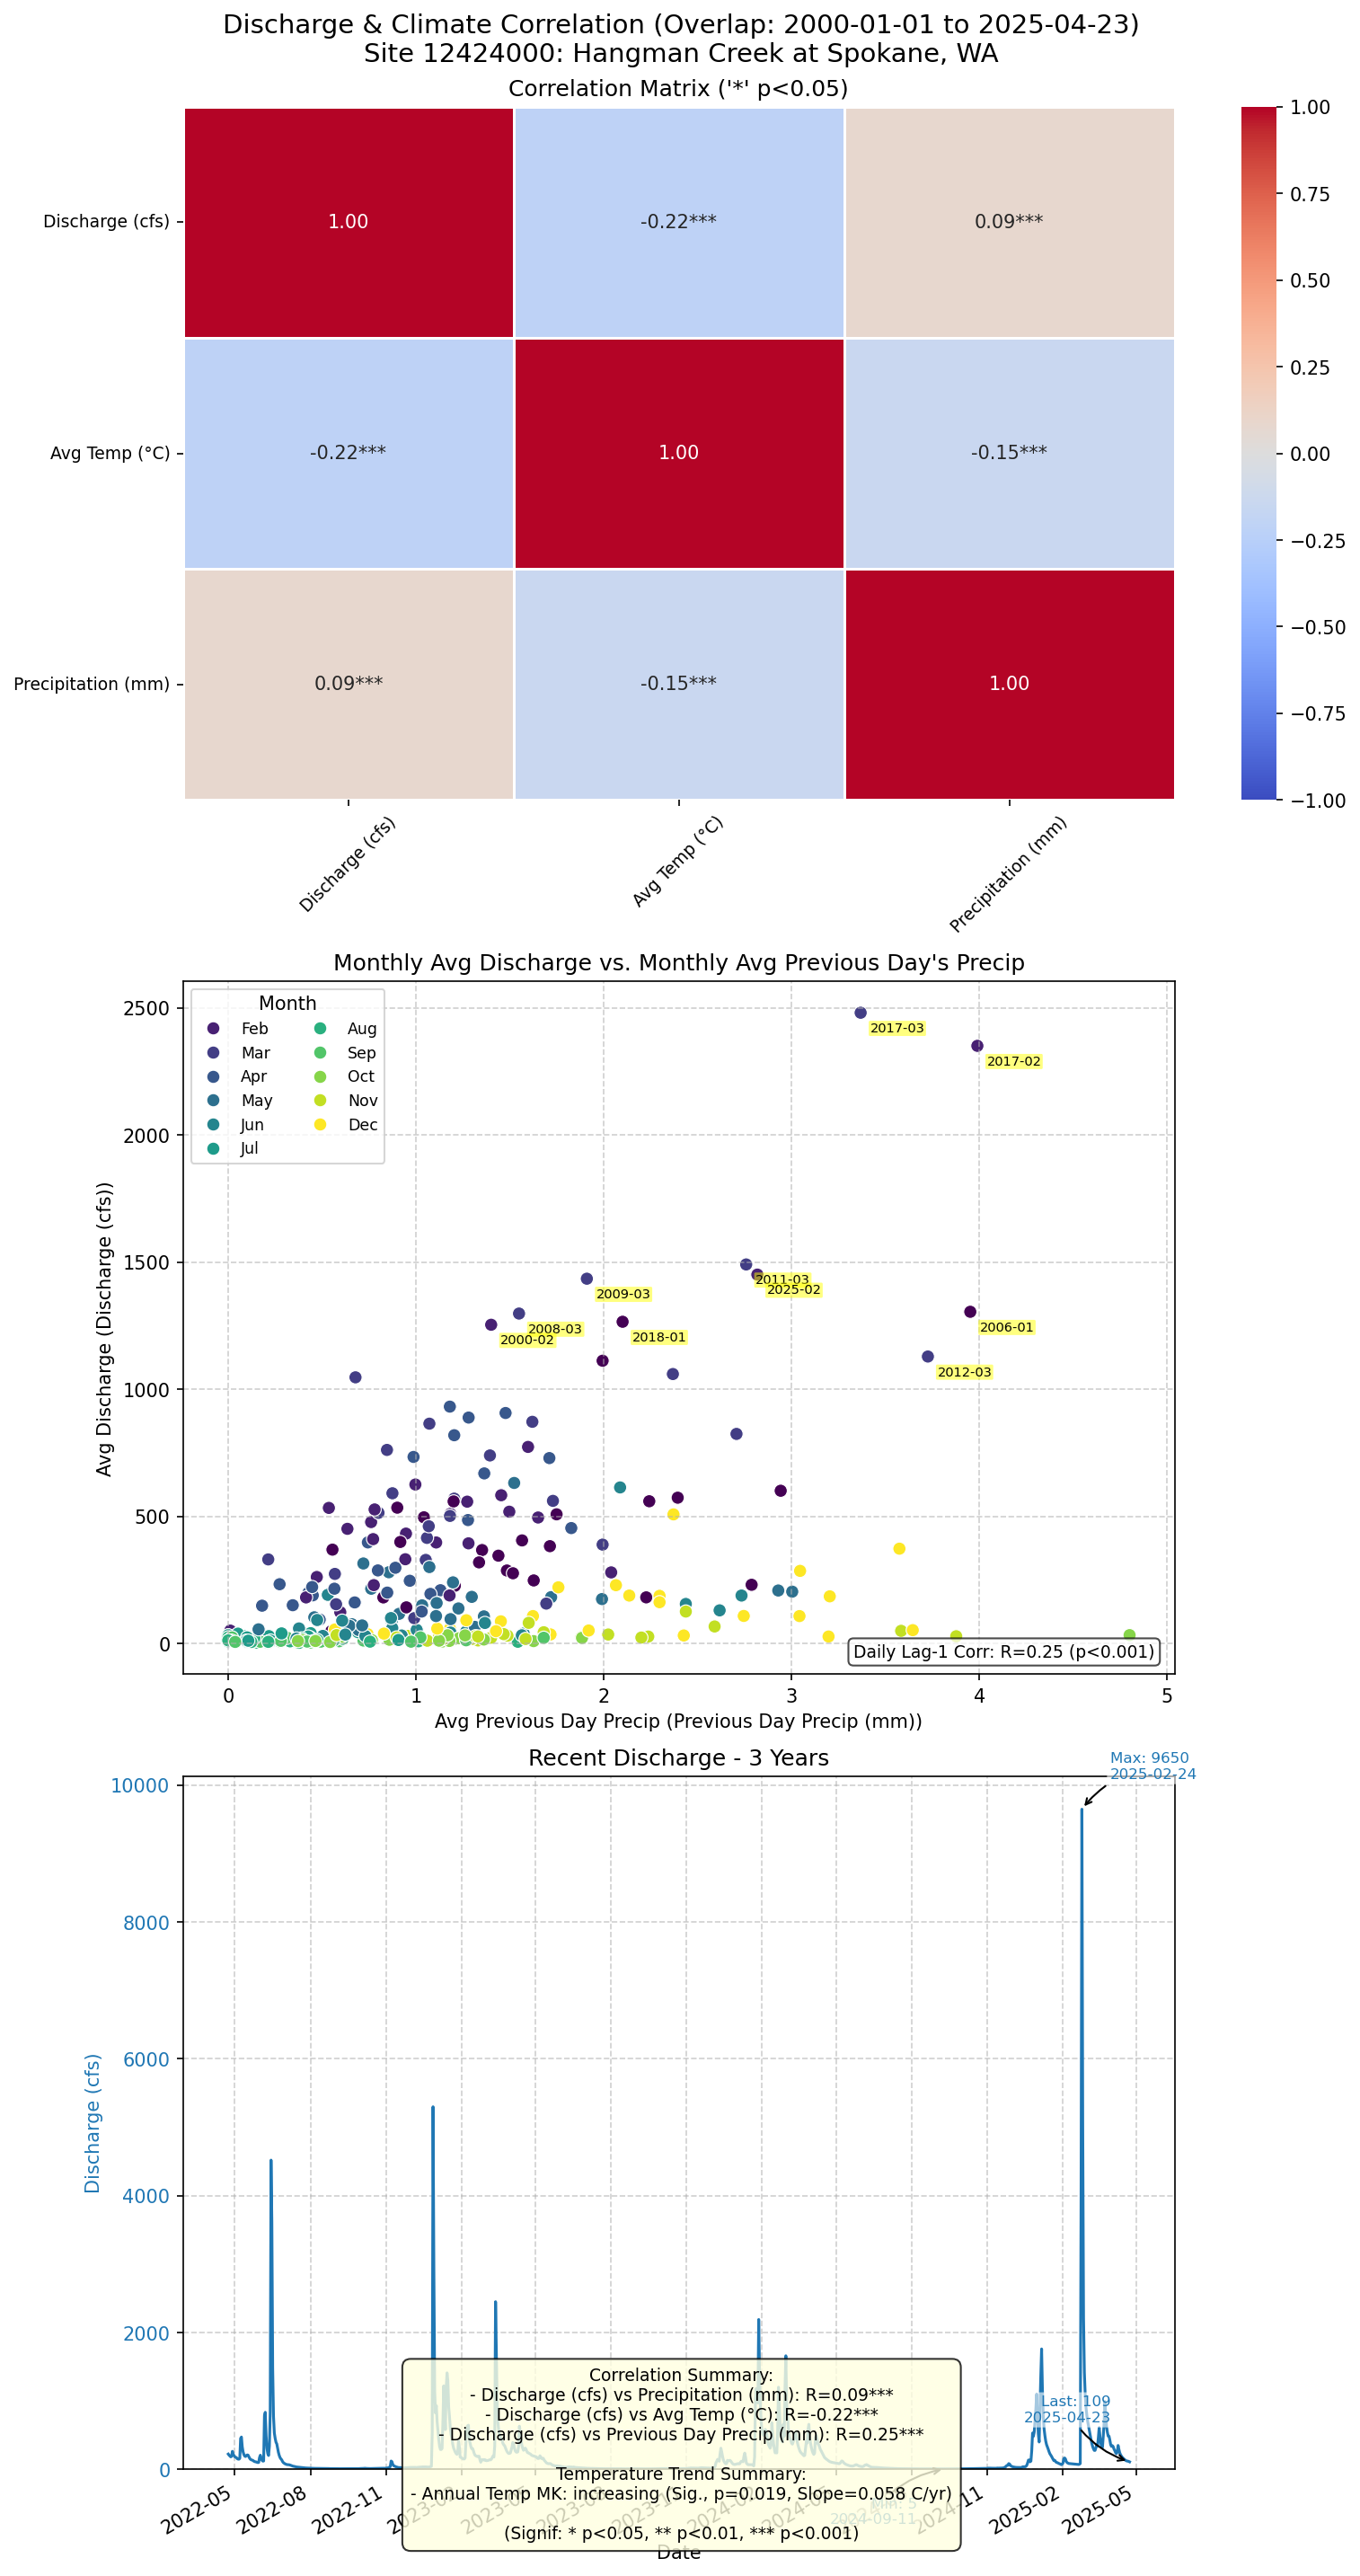 Discharge & Climate Correlation (Overlap: 2000-01-01 to 2025-04-23)
Site 12424000: Hangman Creek at Spokane, WA
Correlation Matrix ('*' p<0.05)
Discharge (cfs)
1.00
-0.22***
0.09***
Avg Temp (°C)
-0.22***
1.00
-0.15***
Precipitation (mm)
0.09***
-0.15***
1.00
Discharge (cfs)
Avg Temp (°C)
Precipitation (mm)
1.00
0.75
0.50
0.25
0.00
−0.25
−0.50
−0.75
−1.00
Monthly Avg Discharge vs. Monthly Avg Previous Day's Precip
Avg Discharge (Discharge (cfs))
2500
2000
1500
1000
500
0
Month
Feb
Mar
Apr
May
Jun
Jul
Aug
Sep
Oct
Nov
Dec
2017-03
2017-02
2011-03
2025-02
2009-03
2008-03
2000-02
2018-01
2006-01
2012-03
Daily Lag-1 Corr: R=0.25 (p<0.001)
0
1
2
3
4
5
Avg Previous Day Precip (Previous Day Precip (mm))
Recent Discharge - 3 Years
Max: 9650
2025-02-24
Discharge (cfs)
10000
8000
6000
4000
2000
0
Last: 109
2025-04-23
Correlation Summary:
- Discharge (cfs) vs Precipitation (mm): R=0.09***
- Discharge (cfs) vs Avg Temp (°C): R=-0.22***
- Discharge (cfs) vs Previous Day Precip (mm): R=0.25***
Temperature Trend Summary:
- Annual Temp MK: increasing (Sig., p=0.019, Slope=0.058 C/yr)
(Signif: * p<0.05, ** p<0.01, *** p<0.001)
Min: 5
2024-09-11
2022-05
2022-08
2022-11
2024-11
2025-02
2025-05
Date